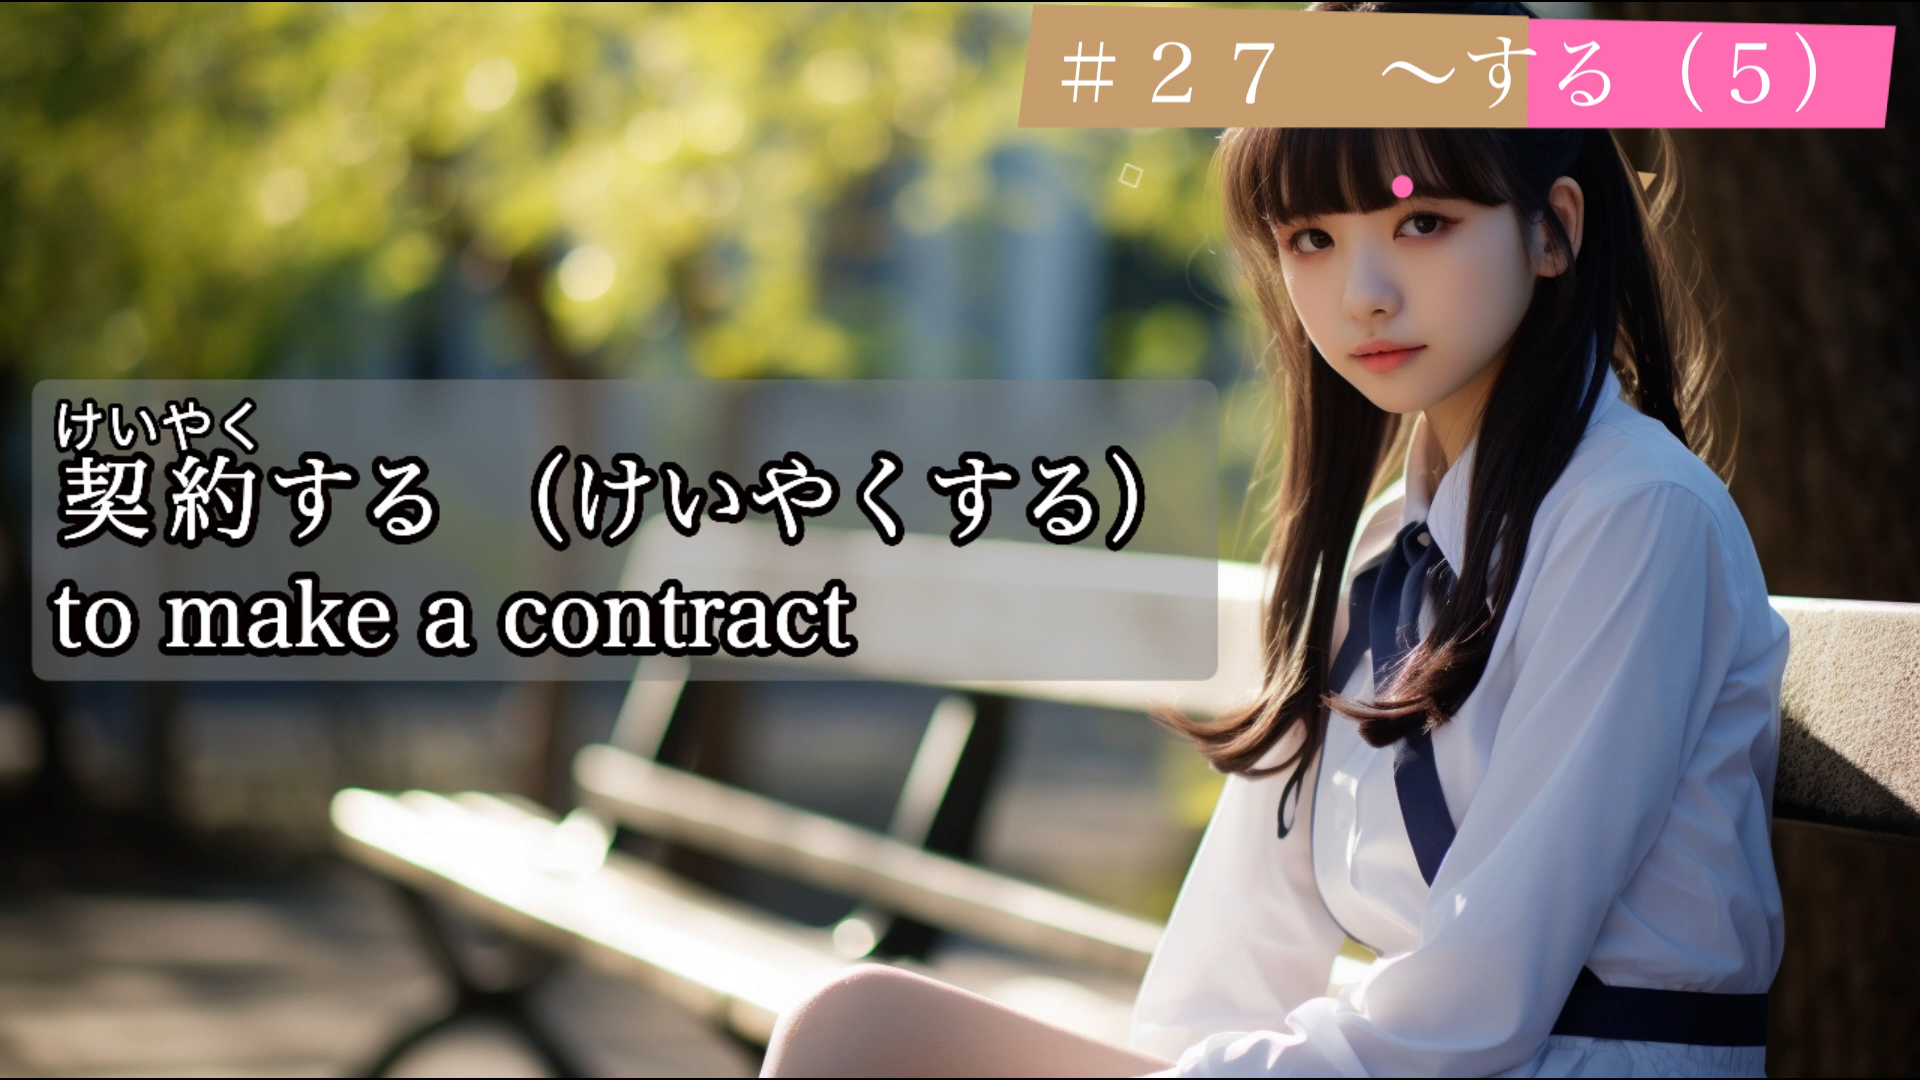 ＃２７　～する（５）
けいやく
契約する　（けいやくする）
to make a contract